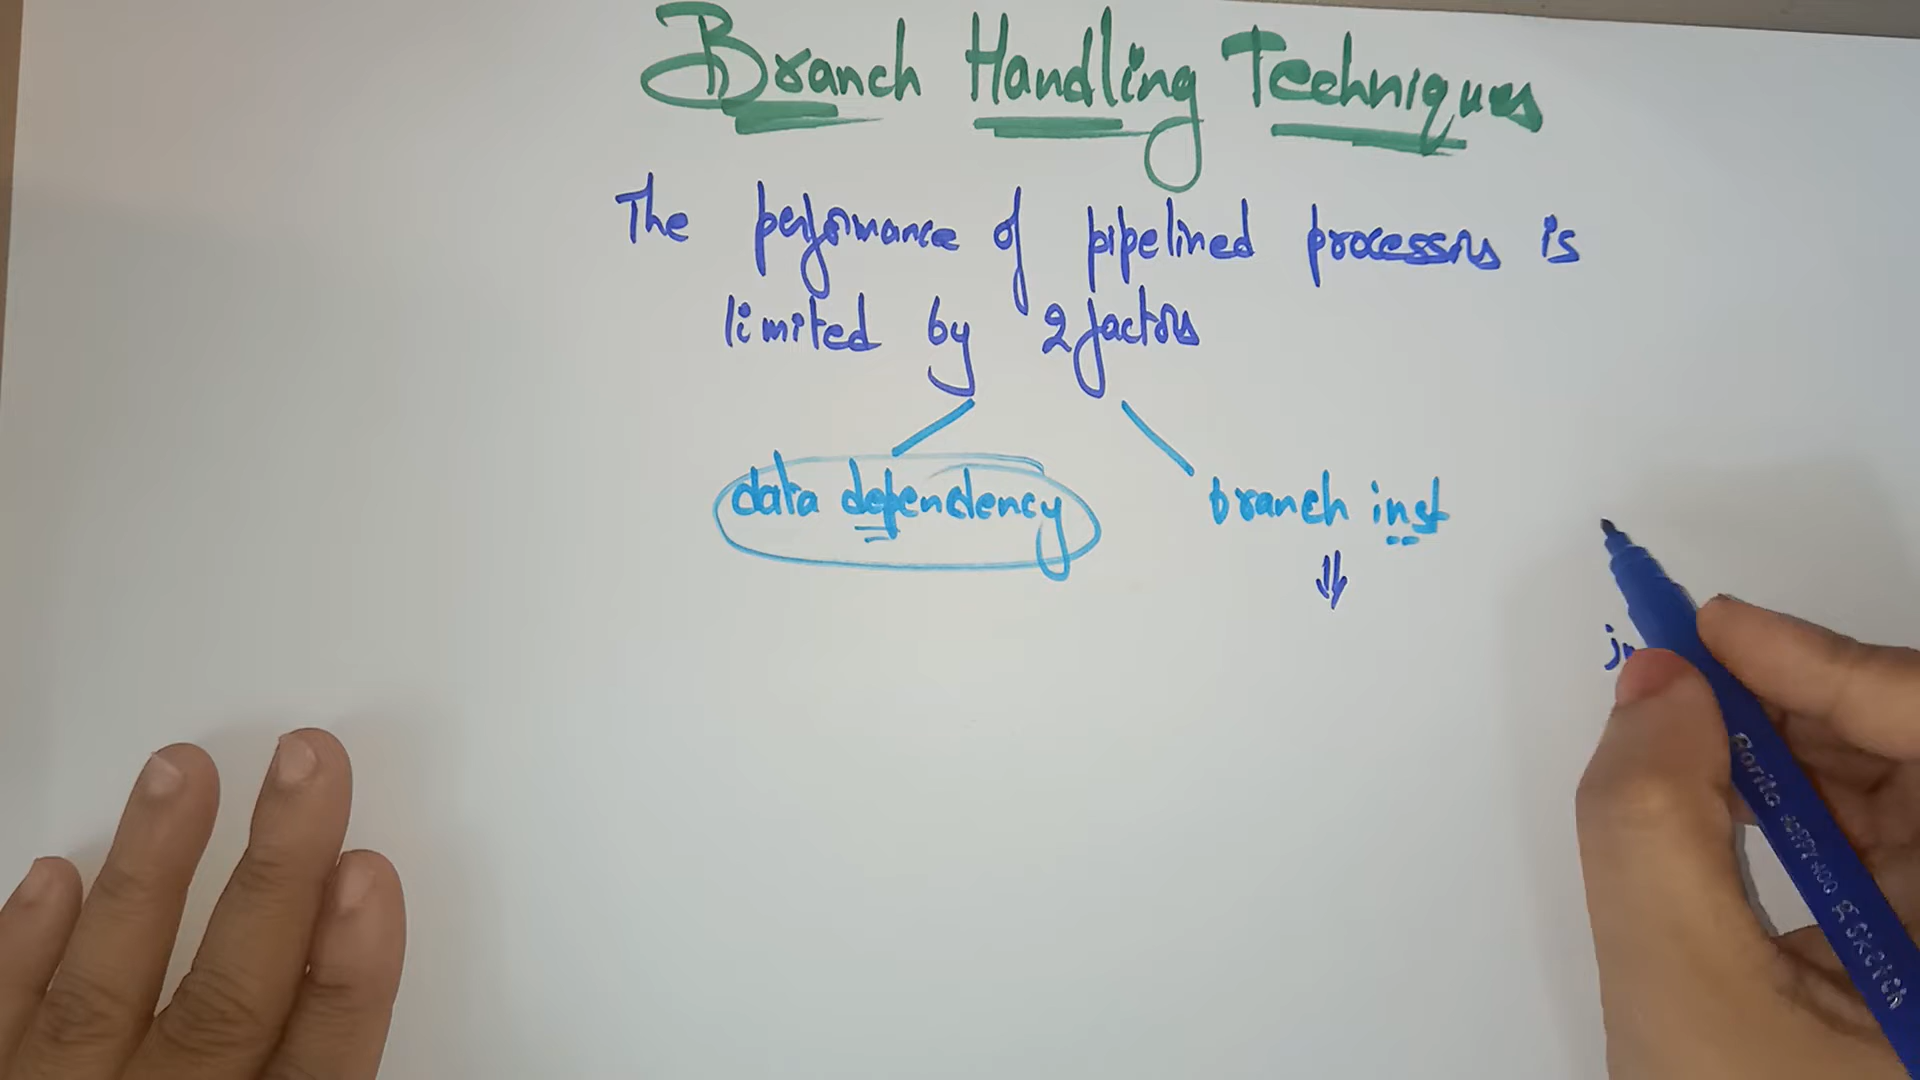 Branch Handling Techniques
The performance of pipelined processors is
limited by 2 factors
data dependency
branch inst